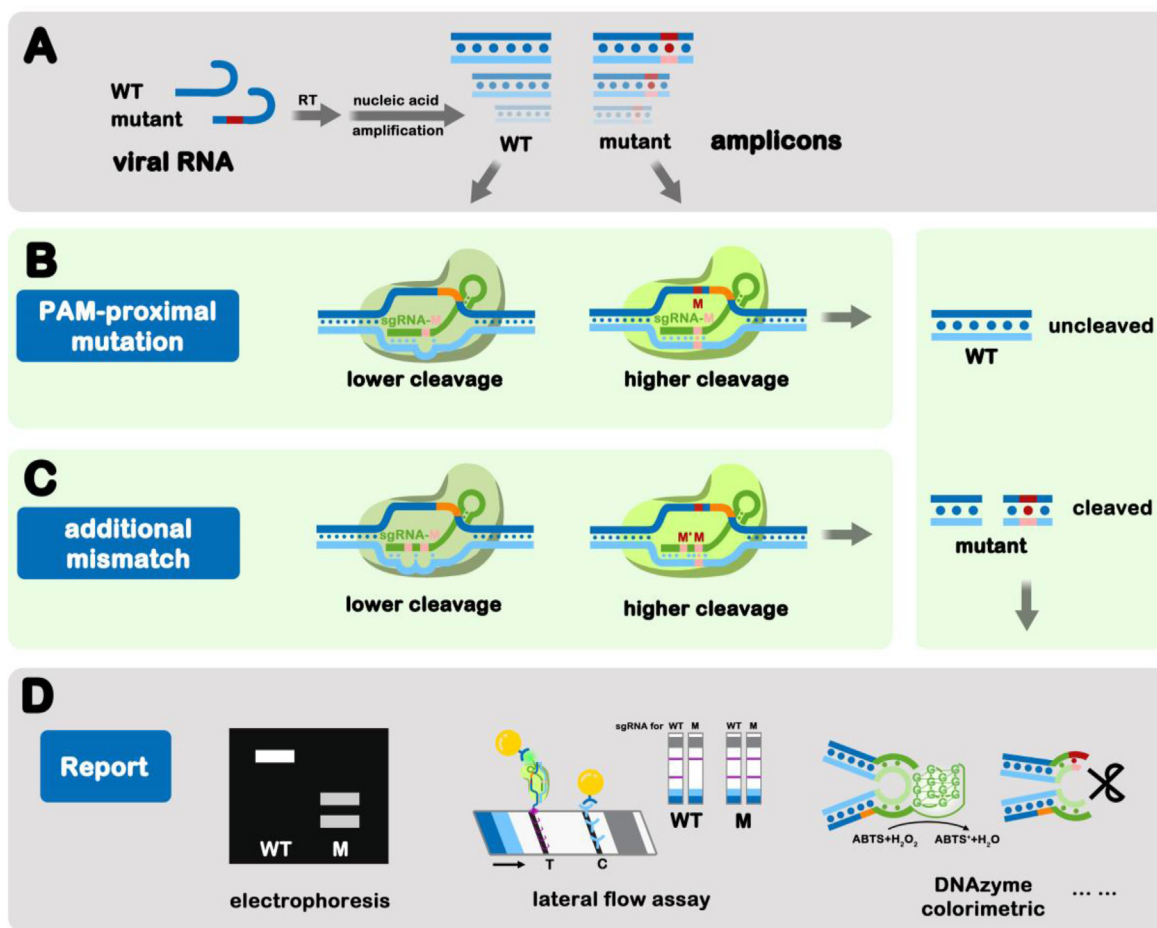 A
WT
mutant
viral RNA
RT
nucleic acid
amplification
WT
mutant
amplicons
B
PAM-proximal
mutation
sgRNA-M
lower cleavage
M
sgRNA-M
higher cleavage
WT
uncleaved
C
additional
mismatch
sgRNA-M
lower cleavage
M' M
higher cleavage
cleaved
mutant
D
Report
WT M
electrophoresis
sgRNA for WT M WT M
WT M
T C
lateral flow assay
G G G G
ABTS+H₂O₂ ABTS⁺+H₂O
DNAzyme
colorimetric
... ...